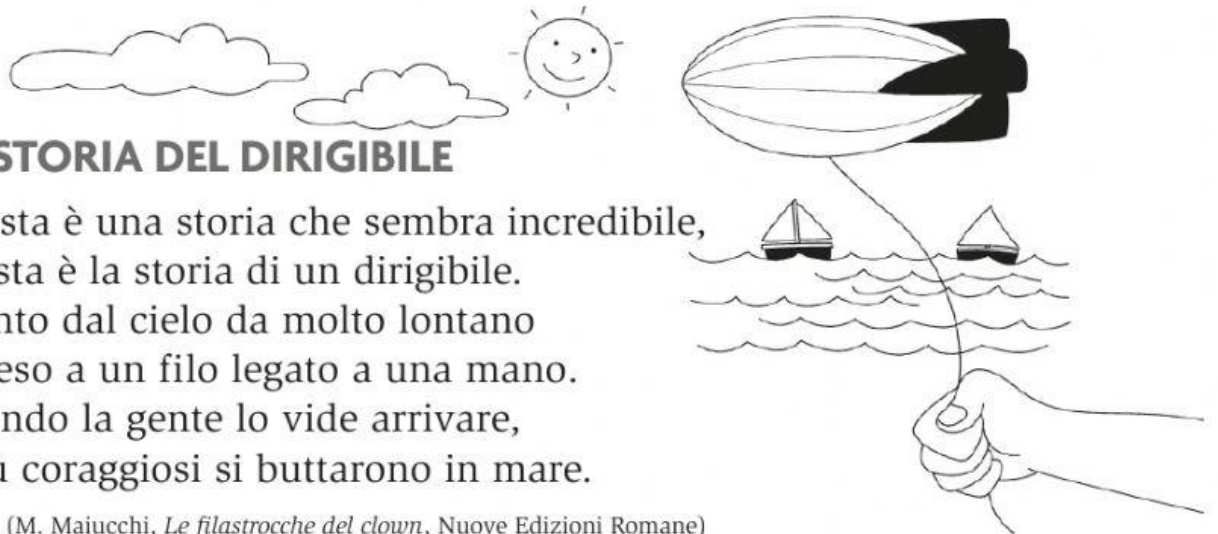 STORIA DEL DIRIGIBILE
sta è una storia che sembra incredibile,
sta è la storia di un dirigibile.
nto dal cielo da molto lontano
eso a un filo legato a una mano.
ndo la gente lo vide arrivare,
ù coraggiosi si buttarono in mare.
(M. Maiucchi, Le filastrocche del clown, Nuove Edizioni Romane)